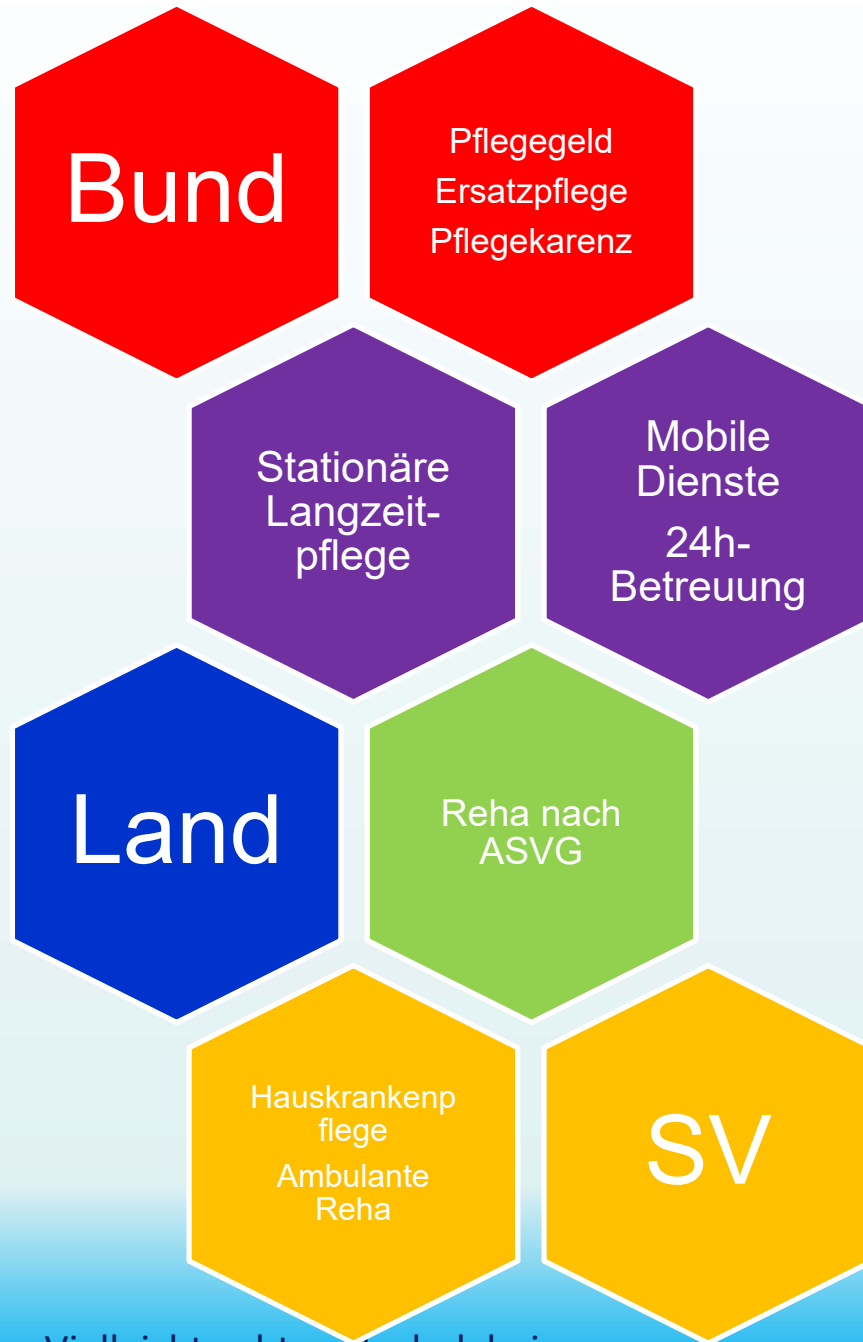 Bund
Pflegegeld
Ersatzpflege
Pflegekarenz
Stationäre
Langzeit-
pflege
Mobile
Dienste
24h-
Betreuung
Land
Reha nach
ASVG
Hauskrankenp
flege
Ambulante
Reha
SV